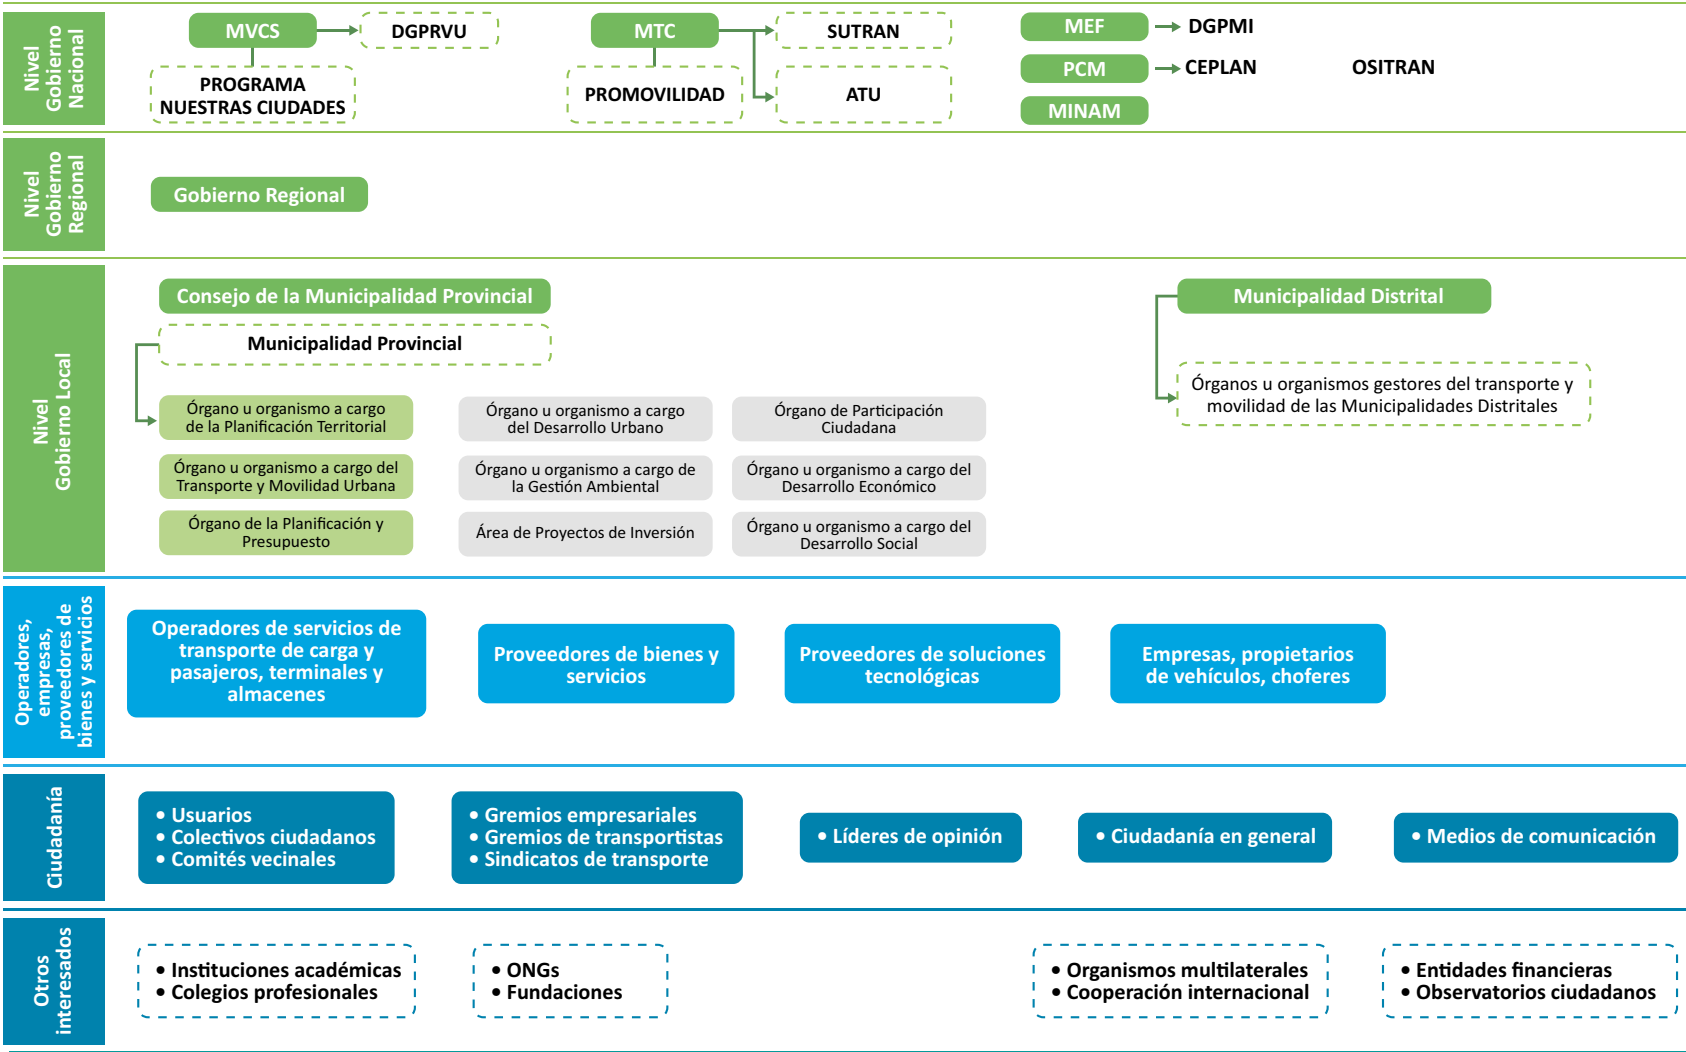 Nivel
Gobierno
Nacional
MVCS
DGPRVU
PROGRAMA
NUESTRAS CIUDADES
MTC
SUTRAN
PROMOVILIDAD
ATU
MEF
DGPMI
PCM
CEPLAN
OSITRAN
MINAM
Nivel
Gobierno
Regional
Gobierno Regional
Nivel
Gobierno Local
Consejo de la Municipalidad Provincial
Municipalidad Provincial
Órgano u organismo a cargo
de la Planificación Territorial
Órgano u organismo a cargo
del Desarrollo Urbano
Órgano de Participación
Ciudadana
Órgano u organismo a cargo del
Transporte y Movilidad Urbana
Órgano u organismo a cargo de
la Gestión Ambiental
Órgano u organismo a cargo del
Desarrollo Económico
Órgano de la Planificación y
Presupuesto
Área de Proyectos de Inversión
Órgano u organismo a cargo del
Desarrollo Social
Municipalidad Distrital
Órganos u organismos gestores del transporte y
movilidad de las Municipalidades Distritales
Operadores,
empresas,
proveedores de
bienes y servicios
Operadores de servicios de
transporte de carga y
pasajeros, terminales y
almacenes
Proveedores de bienes y
servicios
Proveedores de soluciones
tecnológicas
Empresas, propietarios
de vehículos, choferes
Ciudadanía
• Usuarios
• Colectivos ciudadanos
• Comités vecinales
• Gremios empresariales
• Gremios de transportistas
• Sindicatos de transporte
• Líderes de opinión
• Ciudadanía en general
• Medios de comunicación
Otros
interesados
• Instituciones académicas
• Colegios profesionales
• ONGs
• Fundaciones
• Organismos multilaterales
• Cooperación internacional
• Entidades financieras
• Observatorios ciudadanos